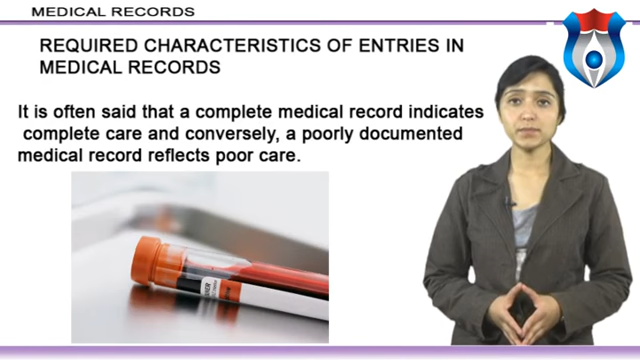 MEDICAL RECORDS
REQUIRED CHARACTERISTICS OF ENTRIES IN
MEDICAL RECORDS
It is often said that a complete medical record indicates
complete care and conversely, a poorly documented
medical record reflects poor care.